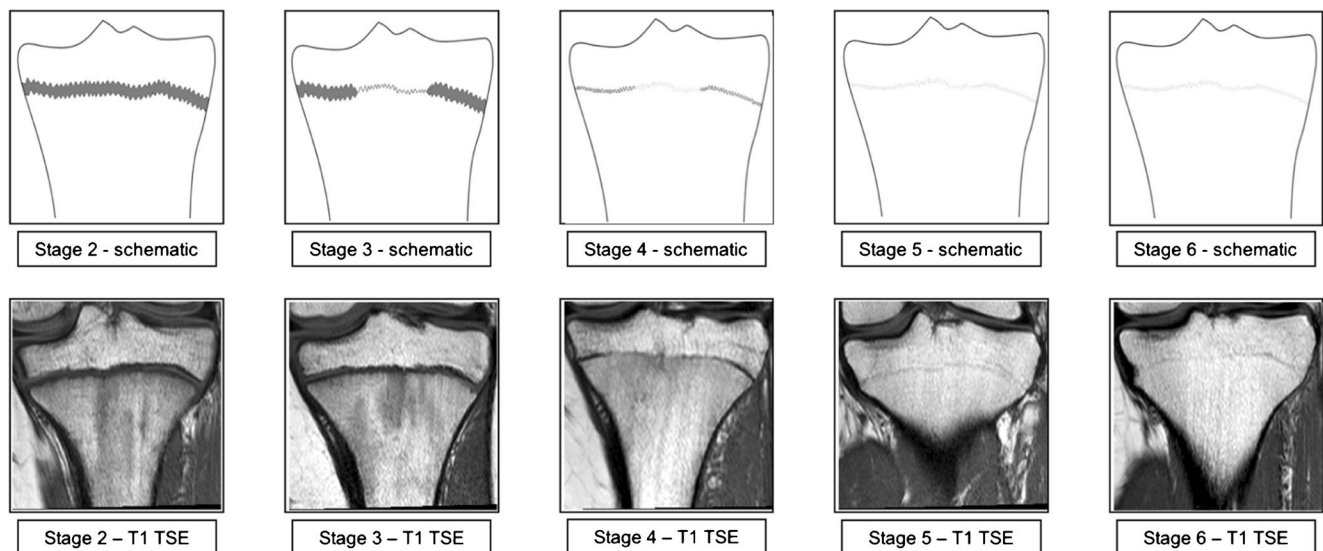 Stage 2 - schematic
Stage 3 - schematic
Stage 4 - schematic
Stage 5 - schematic
Stage 6 - schematic
Stage 2 – T1 TSE
Stage 3 – T1 TSE
Stage 4 – T1 TSE
Stage 5 – T1 TSE
Stage 6 – T1 TSE